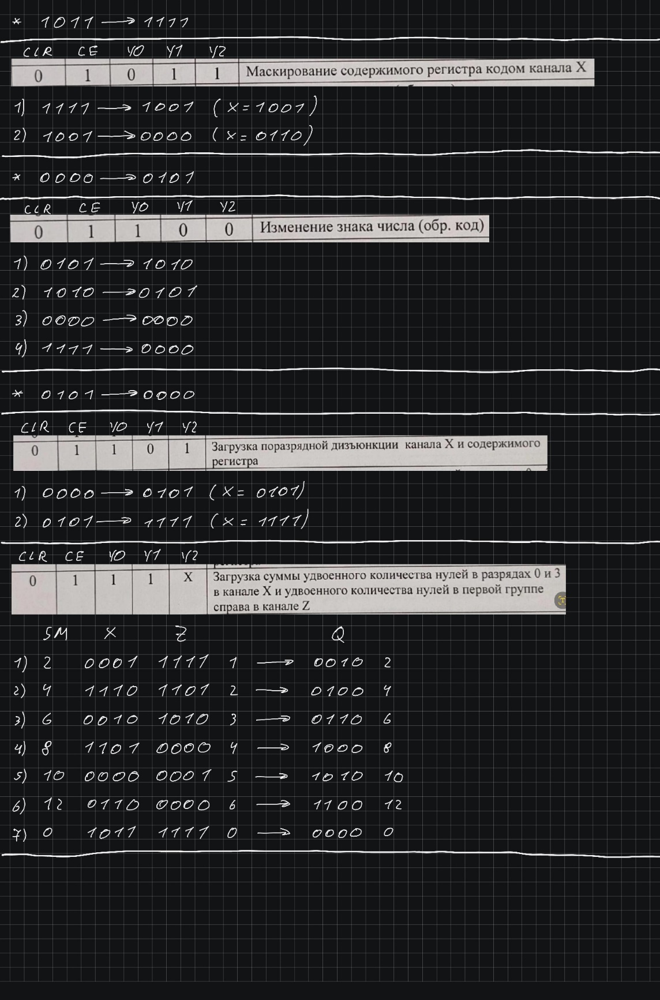 * 1011 → 1111
CLR CE Y0 Y1 Y2
0 1 0 1 1 Маскирование содержимого регистра кодом канала X
1) 1111 → 1001 (X=1001)
2) 1001 → 0000 (X= 0110)
* 0000 → 0101
CLR CE Y0 Y1 Y2
0 1 1 0 0 Изменение знака числа (обр. код)
1) 0101 → 1010
2) 1010 → 0101
3) 0000 → 0000
4) 1111 → 0000
* 0101 → 0000
CLR CE Y0 Y1 Y2
0 1 1 0 1 Загрузка поразрядной дизъюнкции канала X и содержимого
регистра
1) 0000 → 0101 (X= 0101)
2) 0101 → 1111 (X = 1111)
CLR CE Y0 Y1 Y2
0 1 1 1 X Загрузка суммы удвоенного количества нулей в разрядах 0 и 3
в канале X и удвоенного количества нулей в первой группе
справа в канале Z
SM X Z Q
1) 2 0001 1111 1 → 0010 2
2) 4 1110 1101 2 → 0100 4
3) 6 0010 1010 3 → 0110 6
4) 8 1101 0000 4 → 1000 8
5) 10 0000 0001 5 → 1010 10
6) 12 0110 0000 6 → 1100 12
7) 0 1011 1111 0 → 0000 0